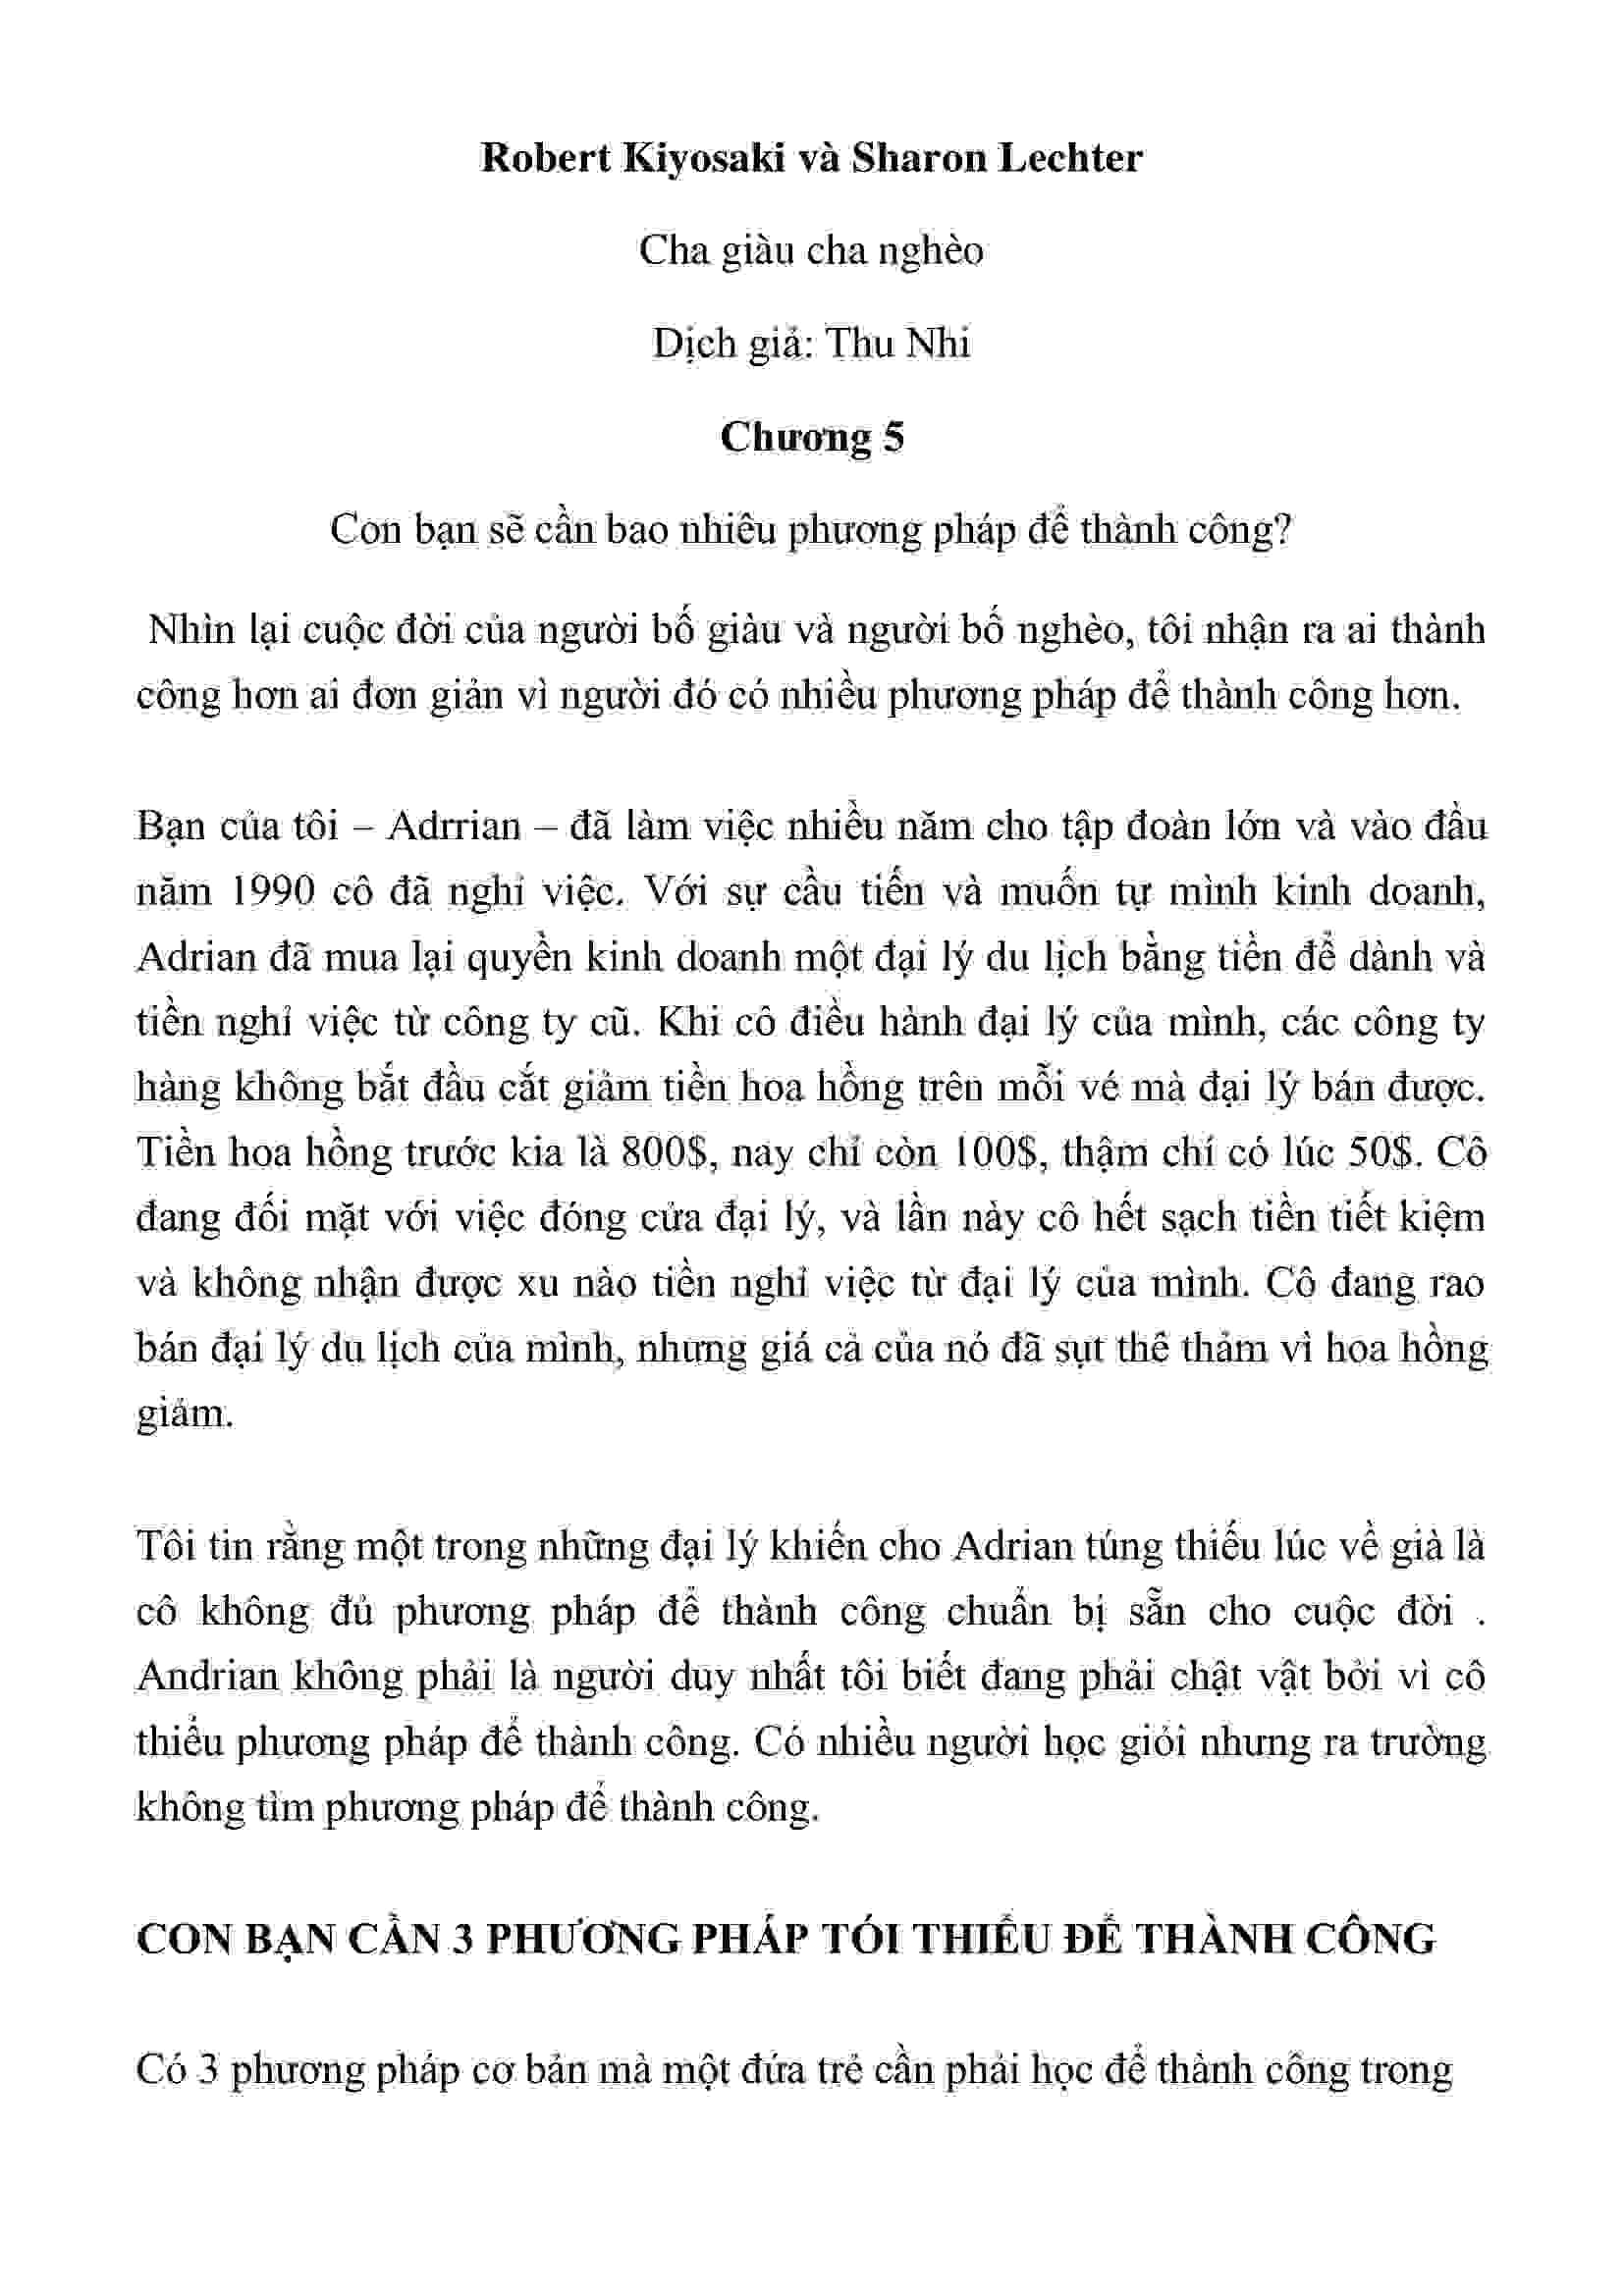 Robert Kiyosaki và Sharon Lechter
Cha giàu cha nghèo
Dịch giả: Thu Nhi
Chương 5
Con bạn sẽ cần bao nhiêu phương pháp để thành công?
Nhìn lại cuộc đời của người bố giàu và người bố nghèo, tôi nhận ra ai thành
công hơn ai đơn giản vì người đó có nhiều phương pháp để thành công hơn.
Bạn của tôi – Adrrian – đã làm việc nhiều năm cho tập đoàn lớn và vào đầu
năm 1990 cô đã nghỉ việc. Với sự cầu tiến và muốn tự mình kinh doanh,
Adrian đã mua lại quyền kinh doanh một đại lý du lịch bằng tiền để dành và
tiền nghỉ việc từ công ty cũ. Khi cô điều hành đại lý của mình, các công ty
hàng không bắt đầu cắt giảm tiền hoa hồng trên mỗi vé mà đại lý bán được.
Tiền hoa hồng trước kia là 800$, nay chỉ còn 100$, thậm chí có lúc 50$. Cô
đang đối mặt với việc đóng cửa đại lý, và lần này cô hết sạch tiền tiết kiệm
và không nhận được xu nào tiền nghỉ việc từ đại lý của mình. Cô đang rao
bán đại lý du lịch của mình, nhưng giá cả của nó đã sụt thê thảm vì hoa hồng
giảm.
Tôi tin rằng một trong những đại lý khiến cho Adrian túng thiếu lúc về già là
cô không đủ phương pháp để thành công chuẩn bị sẵn cho cuộc đời .
Andrian không phải là người duy nhất tôi biết đang phải chật vật bởi vì cô
thiếu phương pháp để thành công. Có nhiều người học giỏi nhưng ra trường
không tìm phương pháp để thành công.
CON BẠN CẦN 3 PHƯƠNG PHÁP TÓI THIỂU ĐỂ THÀNH CÔNG
Có 3 phương pháp cơ bản mà một đứa trẻ cần phải học để thành công trong